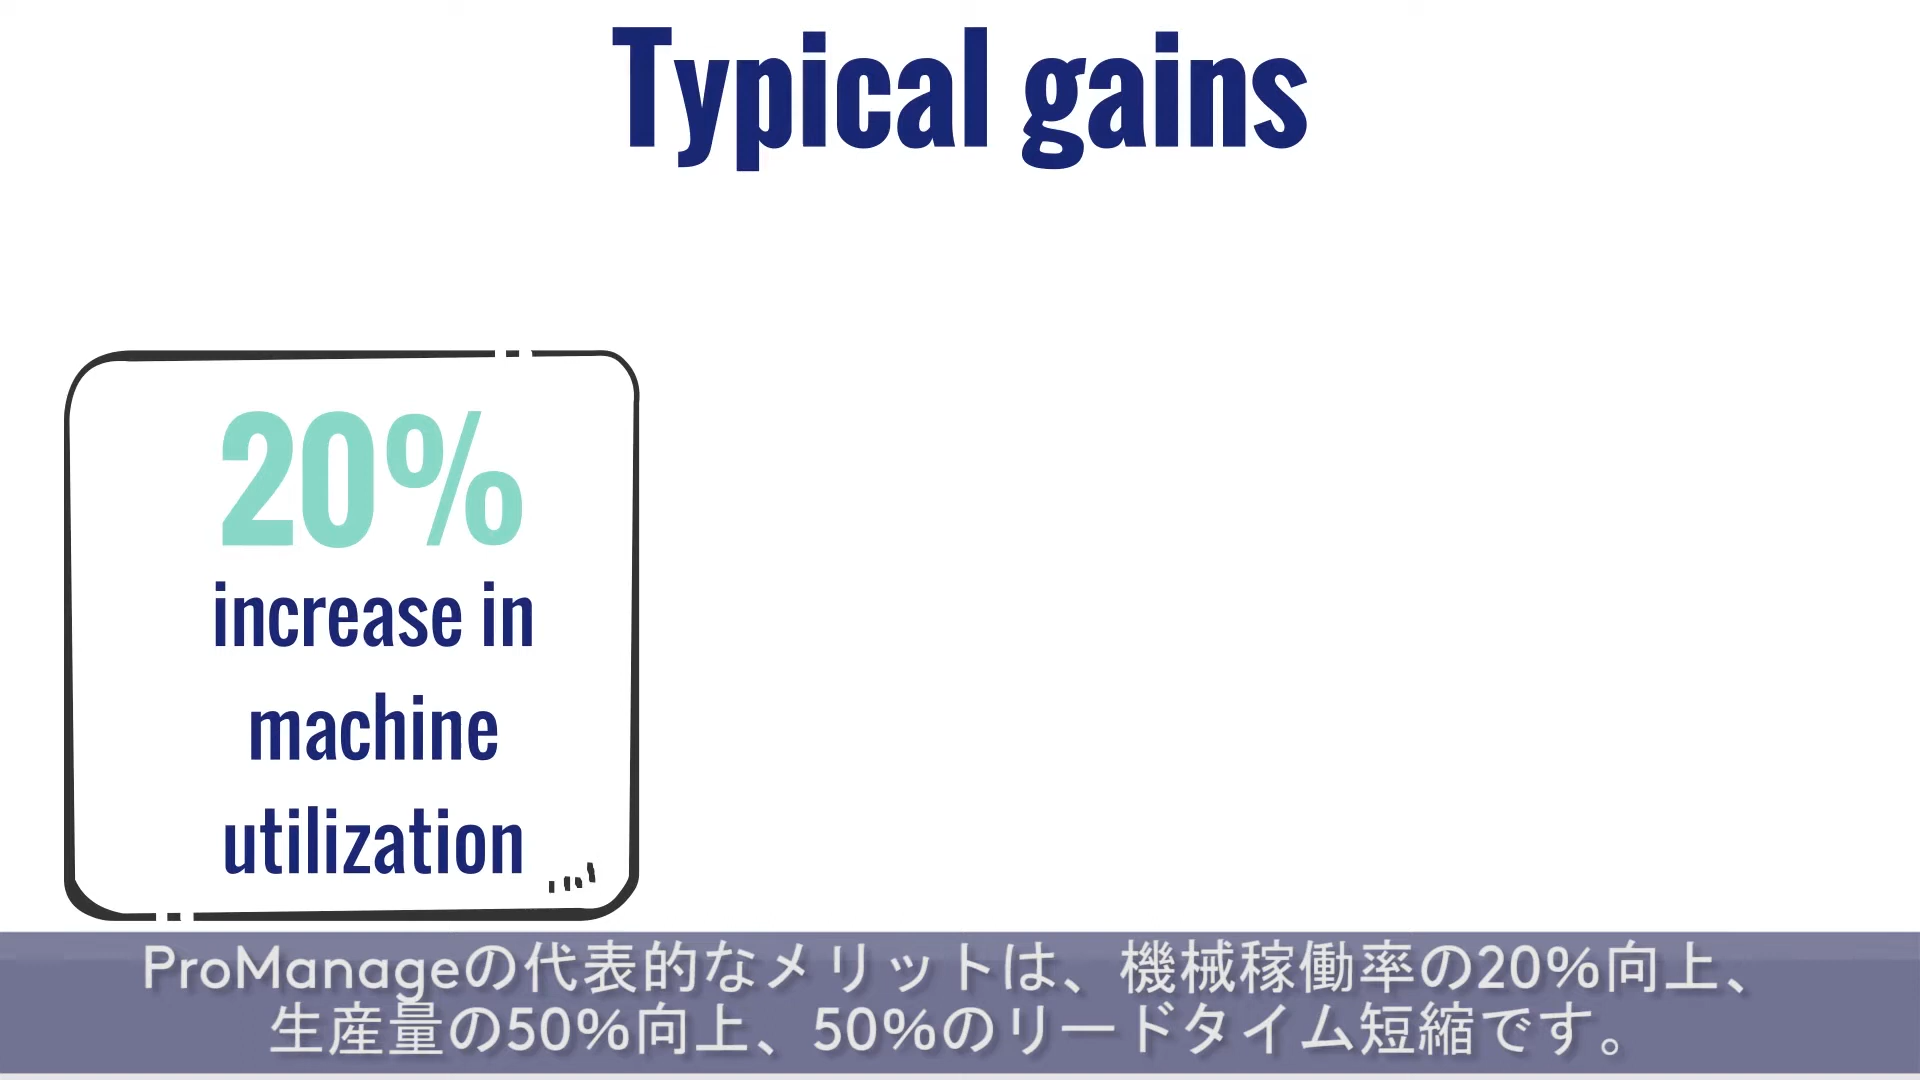 Typical gains
20%
increase in
machine
utilization
ProManageの代表的なメリットは、機械稼働率の20%向上、
生産量の50%向上、50%のリードタイム短縮です。